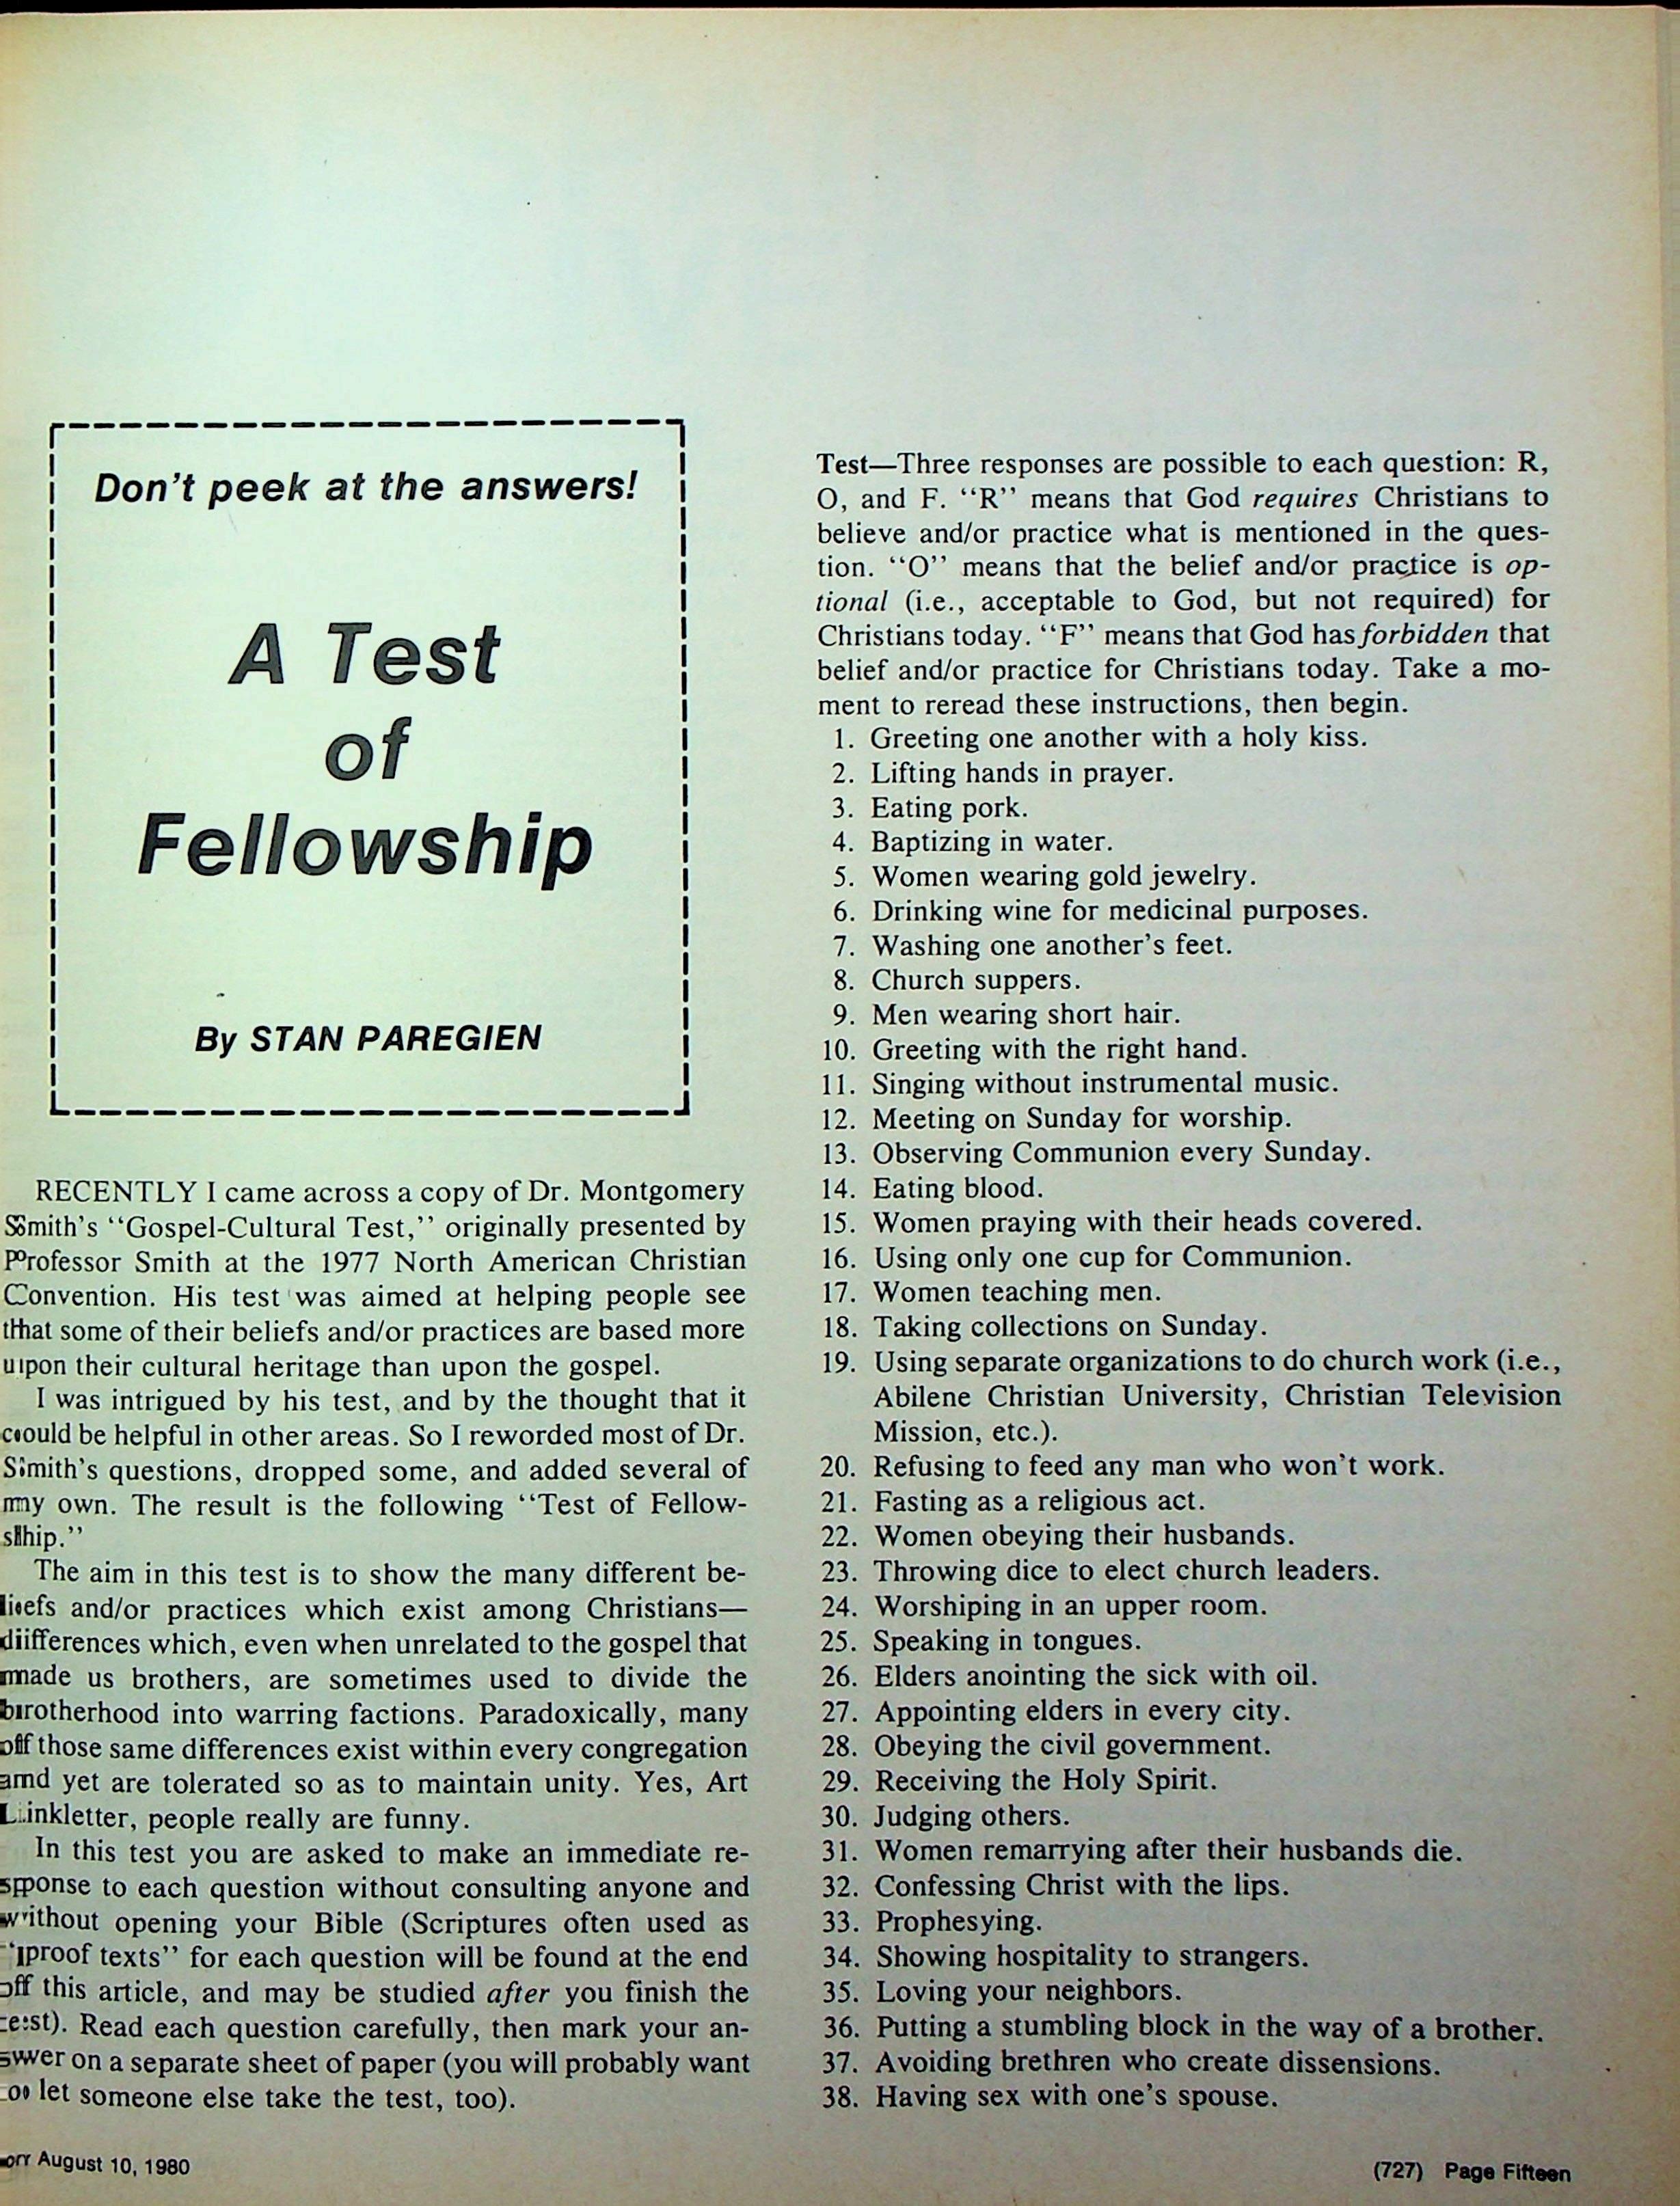 Don't peek at the answers!
A Test
of
Fellowship
By STAN PAREGIEN
RECENTLY I came across a copy of Dr. Montgomery
Smith's “Gospel-Cultural Test,” originally presented by
Professor Smith at the 1977 North American Christian
Convention. His test was aimed at helping people see
that some of their beliefs and/or practices are based more
upon their cultural heritage than upon the gospel.
I was intrigued by his test, and by the thought that it
could be helpful in other areas. So I reworded most of Dr.
Smith's questions, dropped some, and added several of
my own. The result is the following “Test of Fellow-
ship.”
The aim in this test is to show the many different be-
liefs and/or practices which exist among Christians—
differences which, even when unrelated to the gospel that
made us brothers, are sometimes used to divide the
brotherhood into warring factions. Paradoxically, many
of those same differences exist within every congregation
and yet are tolerated so as to maintain unity. Yes, Art
Linkletter, people really are funny.
In this test you are asked to make an immediate re-
sponse to each question without consulting anyone and
without opening your Bible (Scriptures often used as
“proof texts” for each question will be found at the end
of this article, and may be studied after you finish the
test). Read each question carefully, then mark your an-
swer on a separate sheet of paper (you will probably want
to let someone else take the test, too).
Test—Three responses are possible to each question: R,
O, and F. “R” means that God requires Christians to
believe and/or practice what is mentioned in the ques-
tion. “O” means that the belief and/or practice is op-
tional (i.e., acceptable to God, but not required) for
Christians today. “F” means that God has forbidden that
belief and/or practice for Christians today. Take a mo-
ment to reread these instructions, then begin.
1. Greeting one another with a holy kiss.
2. Lifting hands in prayer.
3. Eating pork.
4. Baptizing in water.
5. Women wearing gold jewelry.
6. Drinking wine for medicinal purposes.
7. Washing one another's feet.
8. Church suppers.
9. Men wearing short hair.
10. Greeting with the right hand.
11. Singing without instrumental music.
12. Meeting on Sunday for worship.
13. Observing Communion every Sunday.
14. Eating blood.
15. Women praying with their heads covered.
16. Using only one cup for Communion.
17. Women teaching men.
18. Taking collections on Sunday.
19. Using separate organizations to do church work (i.e.,
Abilene Christian University, Christian Television
Mission, etc.).
20. Refusing to feed any man who won't work.
21. Fasting as a religious act.
22. Women obeying their husbands.
23. Throwing dice to elect church leaders.
24. Worshiping in an upper room.
25. Speaking in tongues.
26. Elders anointing the sick with oil.
27. Appointing elders in every city.
28. Obeying the civil government.
29. Receiving the Holy Spirit.
30. Judging others.
31. Women remarrying after their husbands die.
32. Confessing Christ with the lips.
33. Prophesying.
34. Showing hospitality to strangers.
35. Loving your neighbors.
36. Putting a stumbling block in the way of a brother.
37. Avoiding brethren who create dissensions.
38. Having sex with one's spouse.
August 10, 1980
(727) Page Fifteen